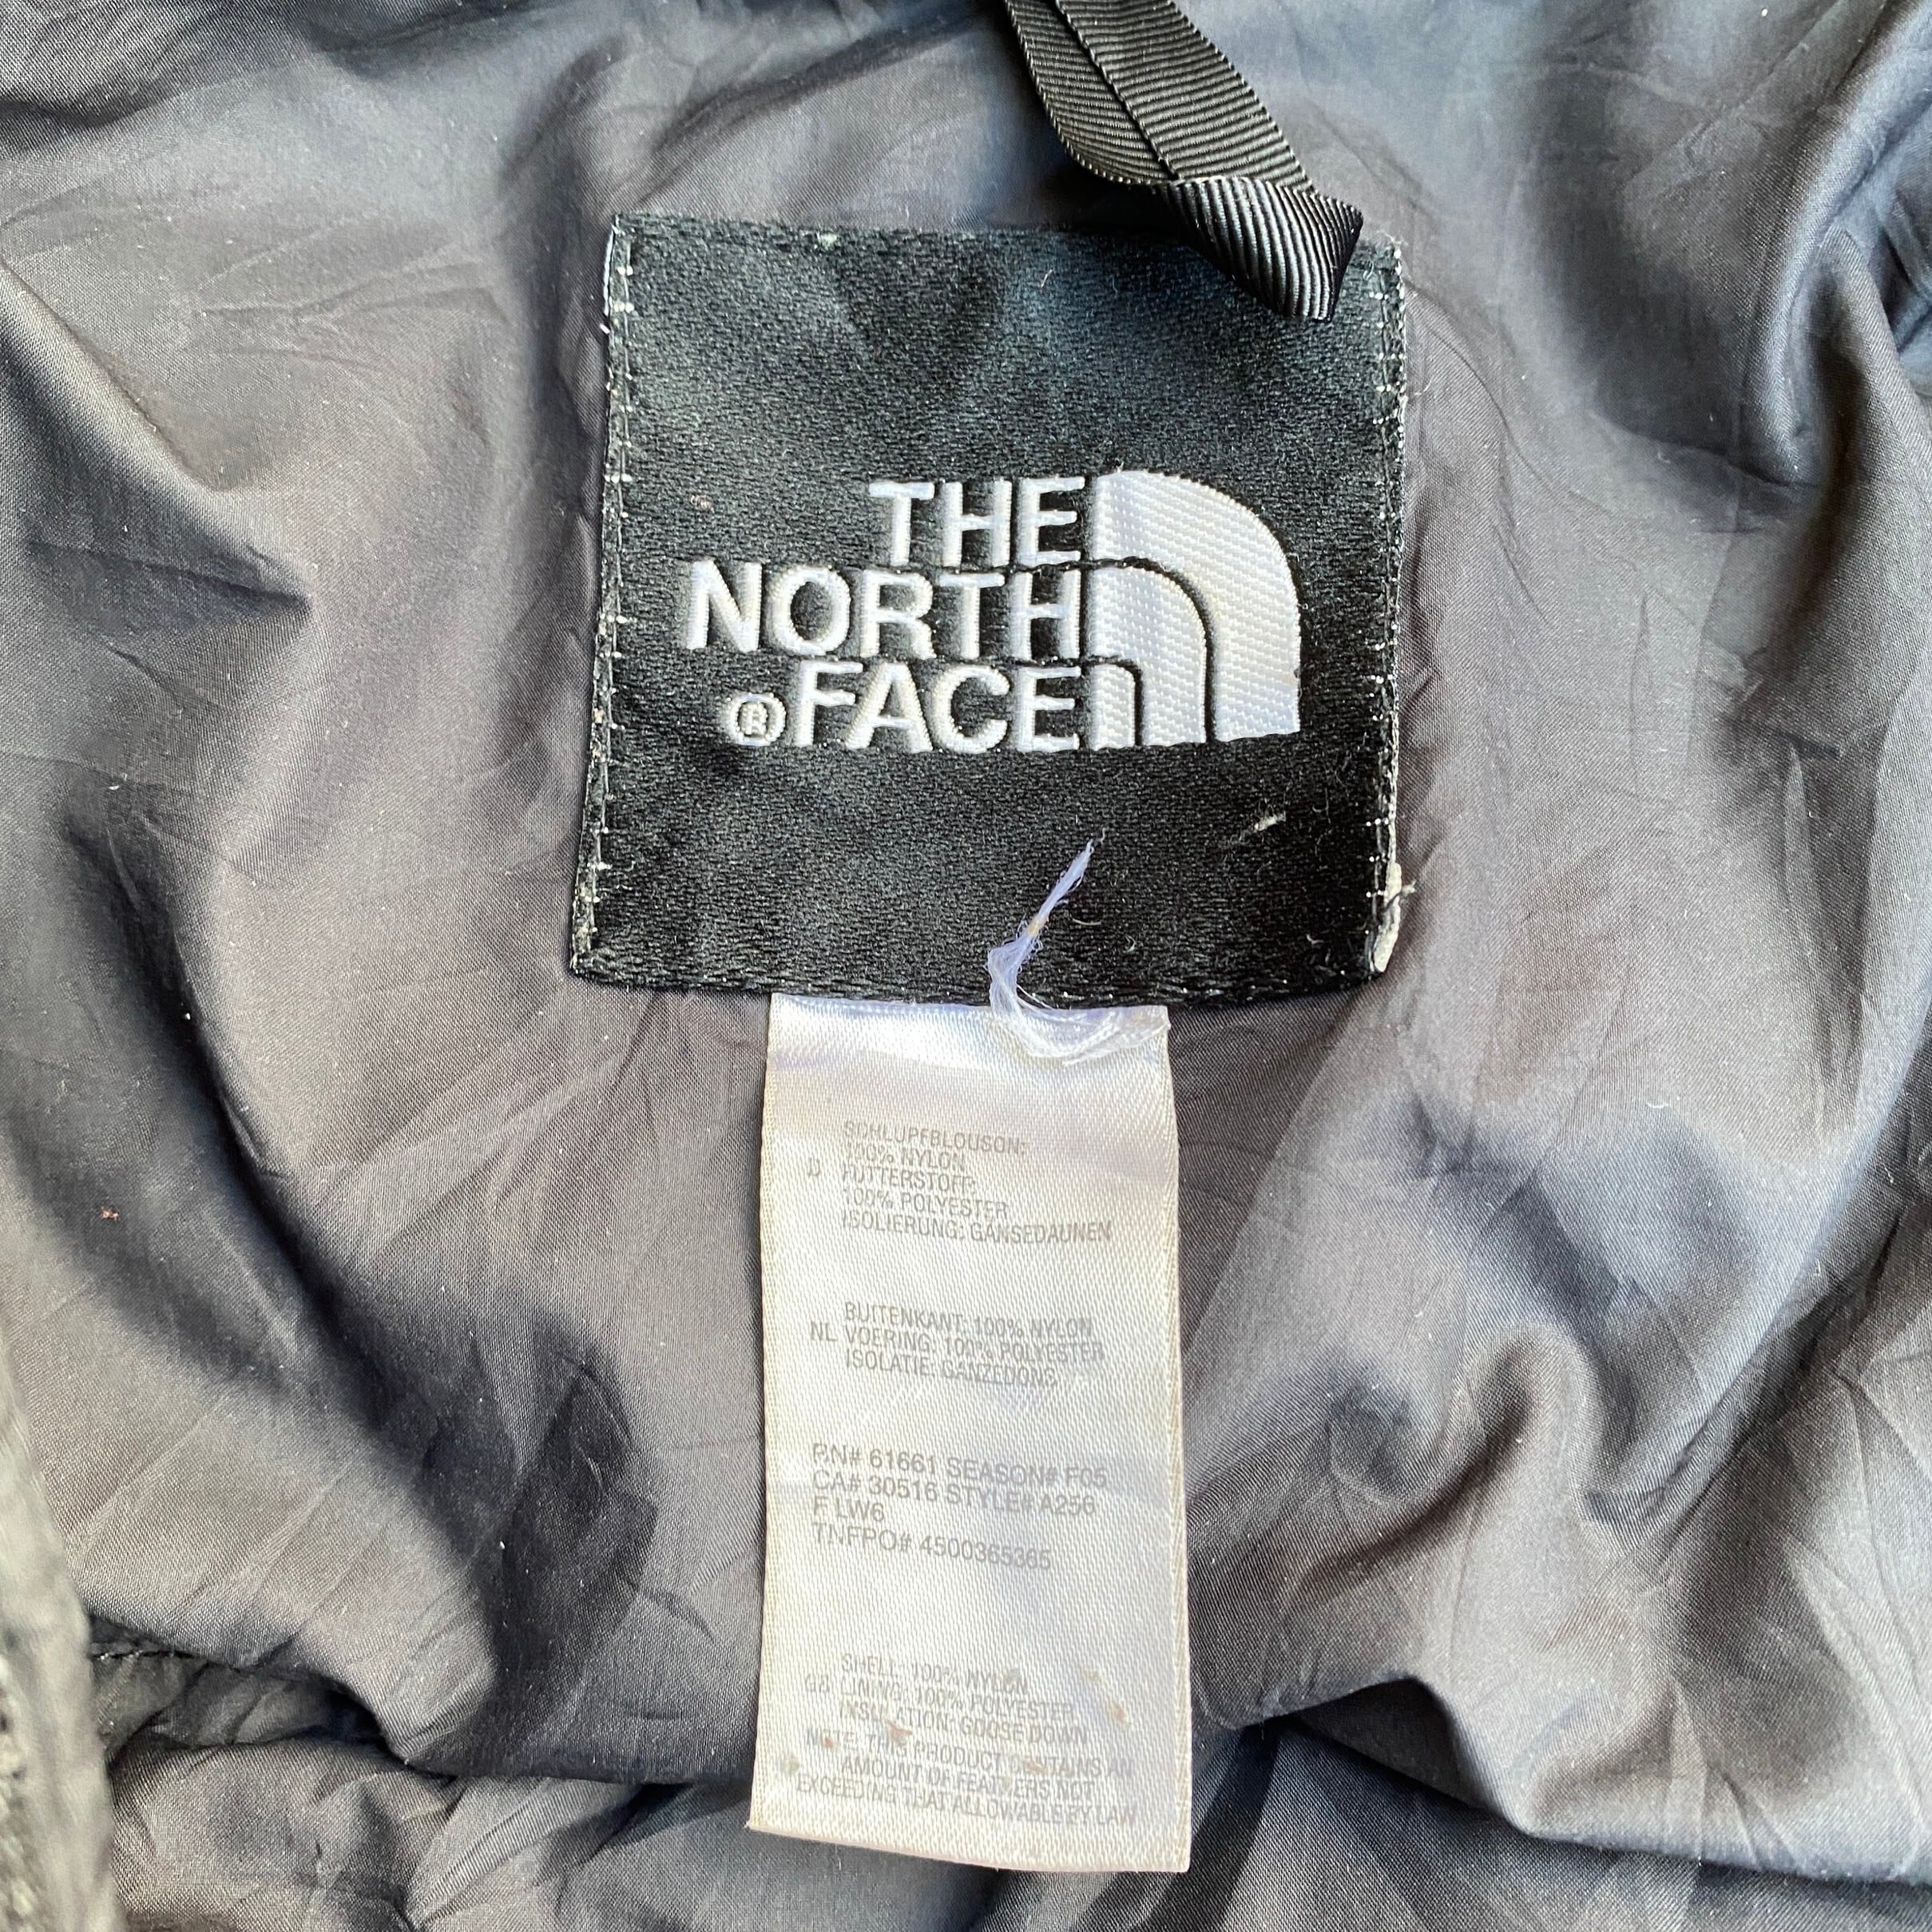 THE
NORTH
® FACE
SCHLUPFBLOUSON:
100% NYLON
D FUTTERSTOFF:
100% POLYESTER
ISOLIERUNG: GÄNSEDAUNEN
BUITENKANT: 100% NYLON
NL VOERING: 100% POLYESTER
ISOLATIE: GANZEDONS
RN# 61661 SEASON# F05
CA# 30516 STYLE# A256
F LW6
TNFPO# 4500365365
SHELL: 100% NYLON
GB LINING: 100% POLYESTER
INSULATION: GOOSE DOWN
NOTE: THIS PRODUCT CONTAINS AN
AMOUNT OF FEATHERS NOT
EXCEEDING THAT ALLOWABLE BY LAW